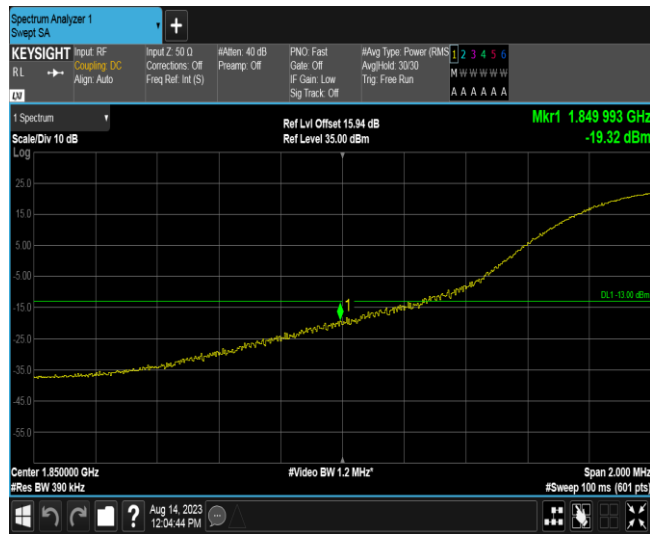 Spectrum Analyzer 1
Swept SA
+
KEYSIGHT Input: RF Input Z: 50 Ω #Atten: 40 dB PNO: Fast #Avg Type: Power (RMS 1 2 3 4 5 6
RL Coupling: DC Corrections: Off Preamp: Off Gate: Off Avg|Hold: 30/30 M W W W W W
Align: Auto Freq Ref: Int (S) IF Gain: Low Trig: Free Run
LXI Sig Track: Off A A A A A A
1 Spectrum Ref Lvl Offset 15.94 dB Mkr1 1.849 993 GHz
Scale/Div 10 dB Ref Level 35.00 dBm -19.32 dBm
Log
25.0
15.0
5.00
-5.00
DL1 -13.00 dBm
-15.0
1
-25.0
-35.0
-45.0
-55.0
Center 1.850000 GHz #Video BW 1.2 MHz* Span 2.000 MHz
#Res BW 390 kHz #Sweep 100 ms (601 pts)
? Aug 14, 2023
12:04:44 PM